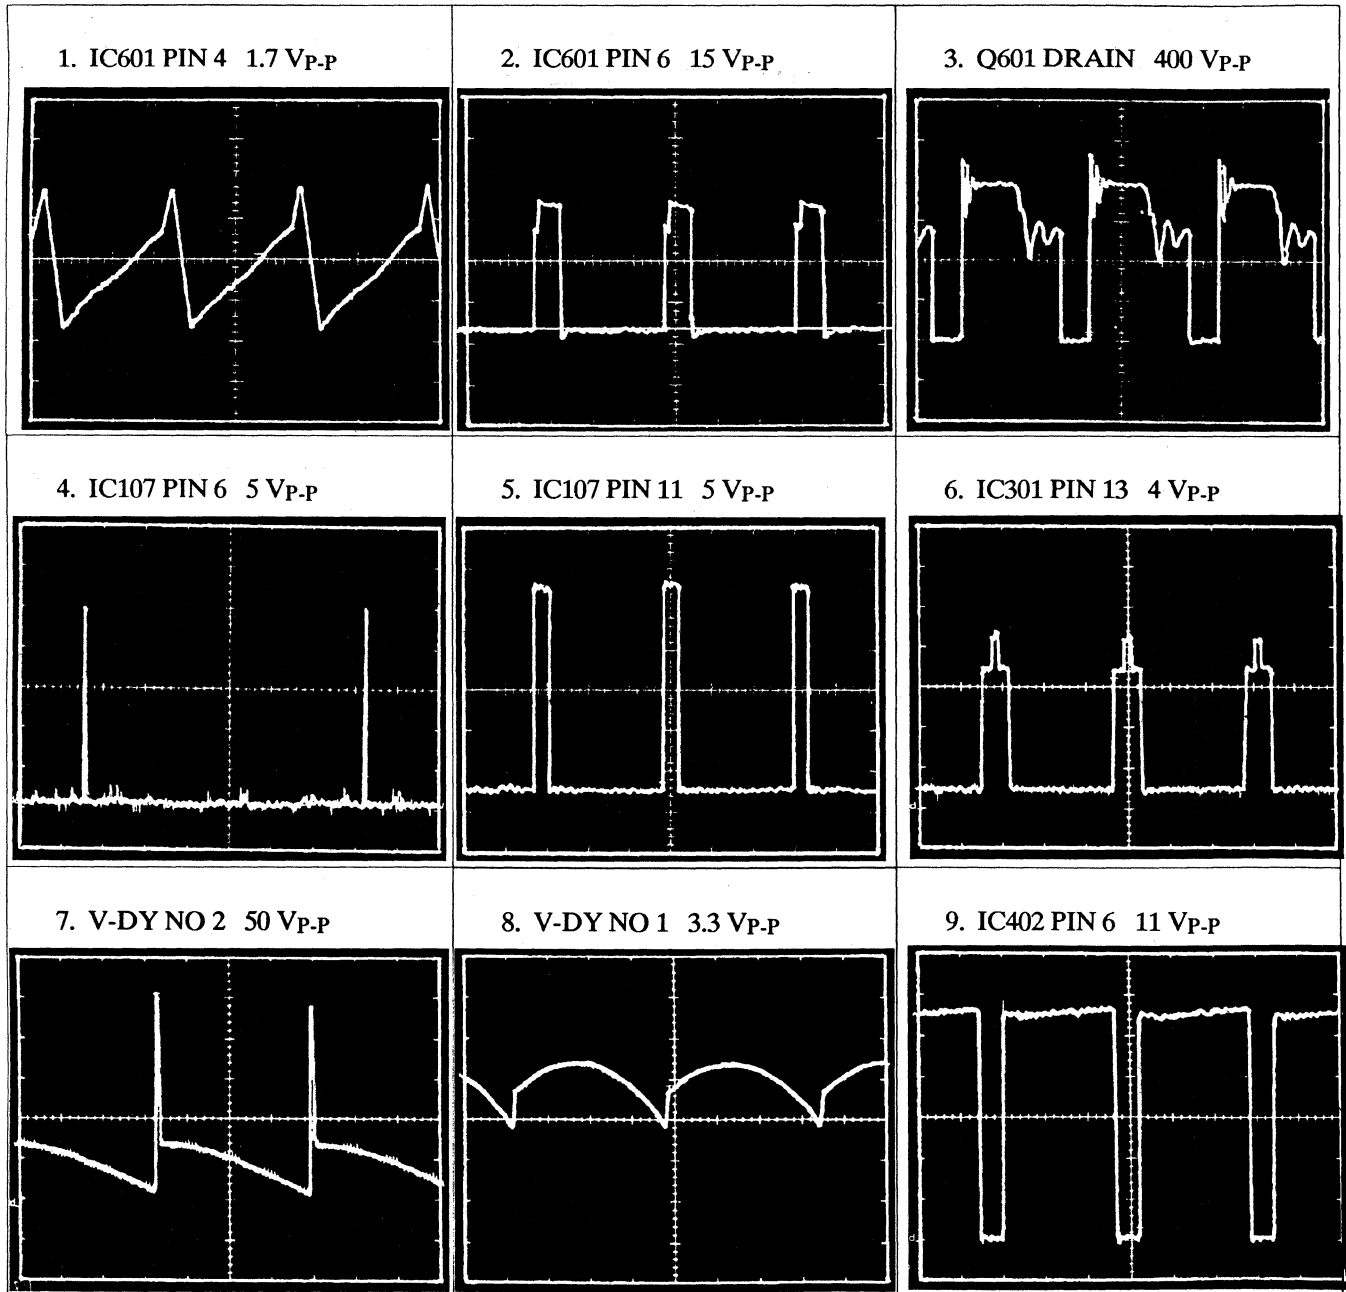 1. IC601 PIN 4 1.7 VP-P
2. IC601 PIN 6 15 VP-P
3. Q601 DRAIN 400 VP-P
4. IC107 PIN 6 5 VP-P
5. IC107 PIN 11 5 VP-P
6. IC301 PIN 13 4 VP-P
7. V-DY NO 2 50 VP-P
8. V-DY NO 1 3.3 VP-P
9. IC402 PIN 6 11 VP-P